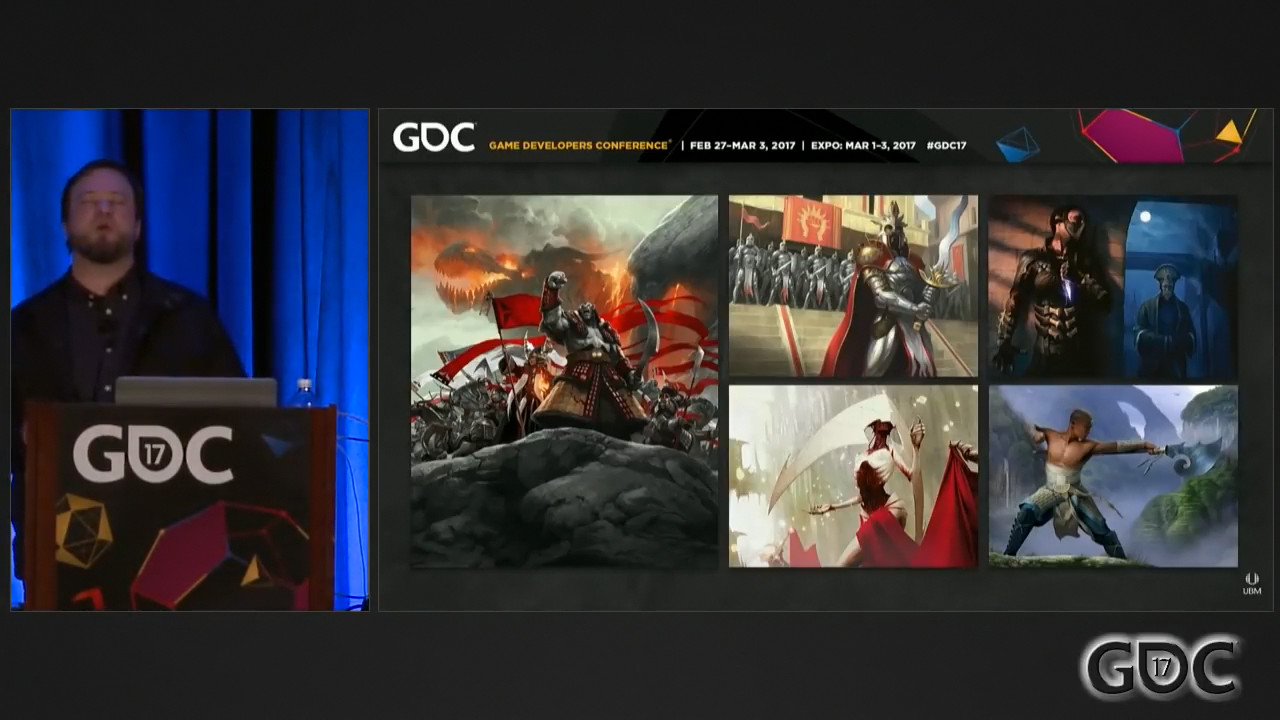 GDC
GAME DEVELOPERS CONFERENCE® | FEB 27–MAR 3, 2017 | EXPO: MAR 1–3, 2017 #GDC17
GDC
17
UBM
GDC
17